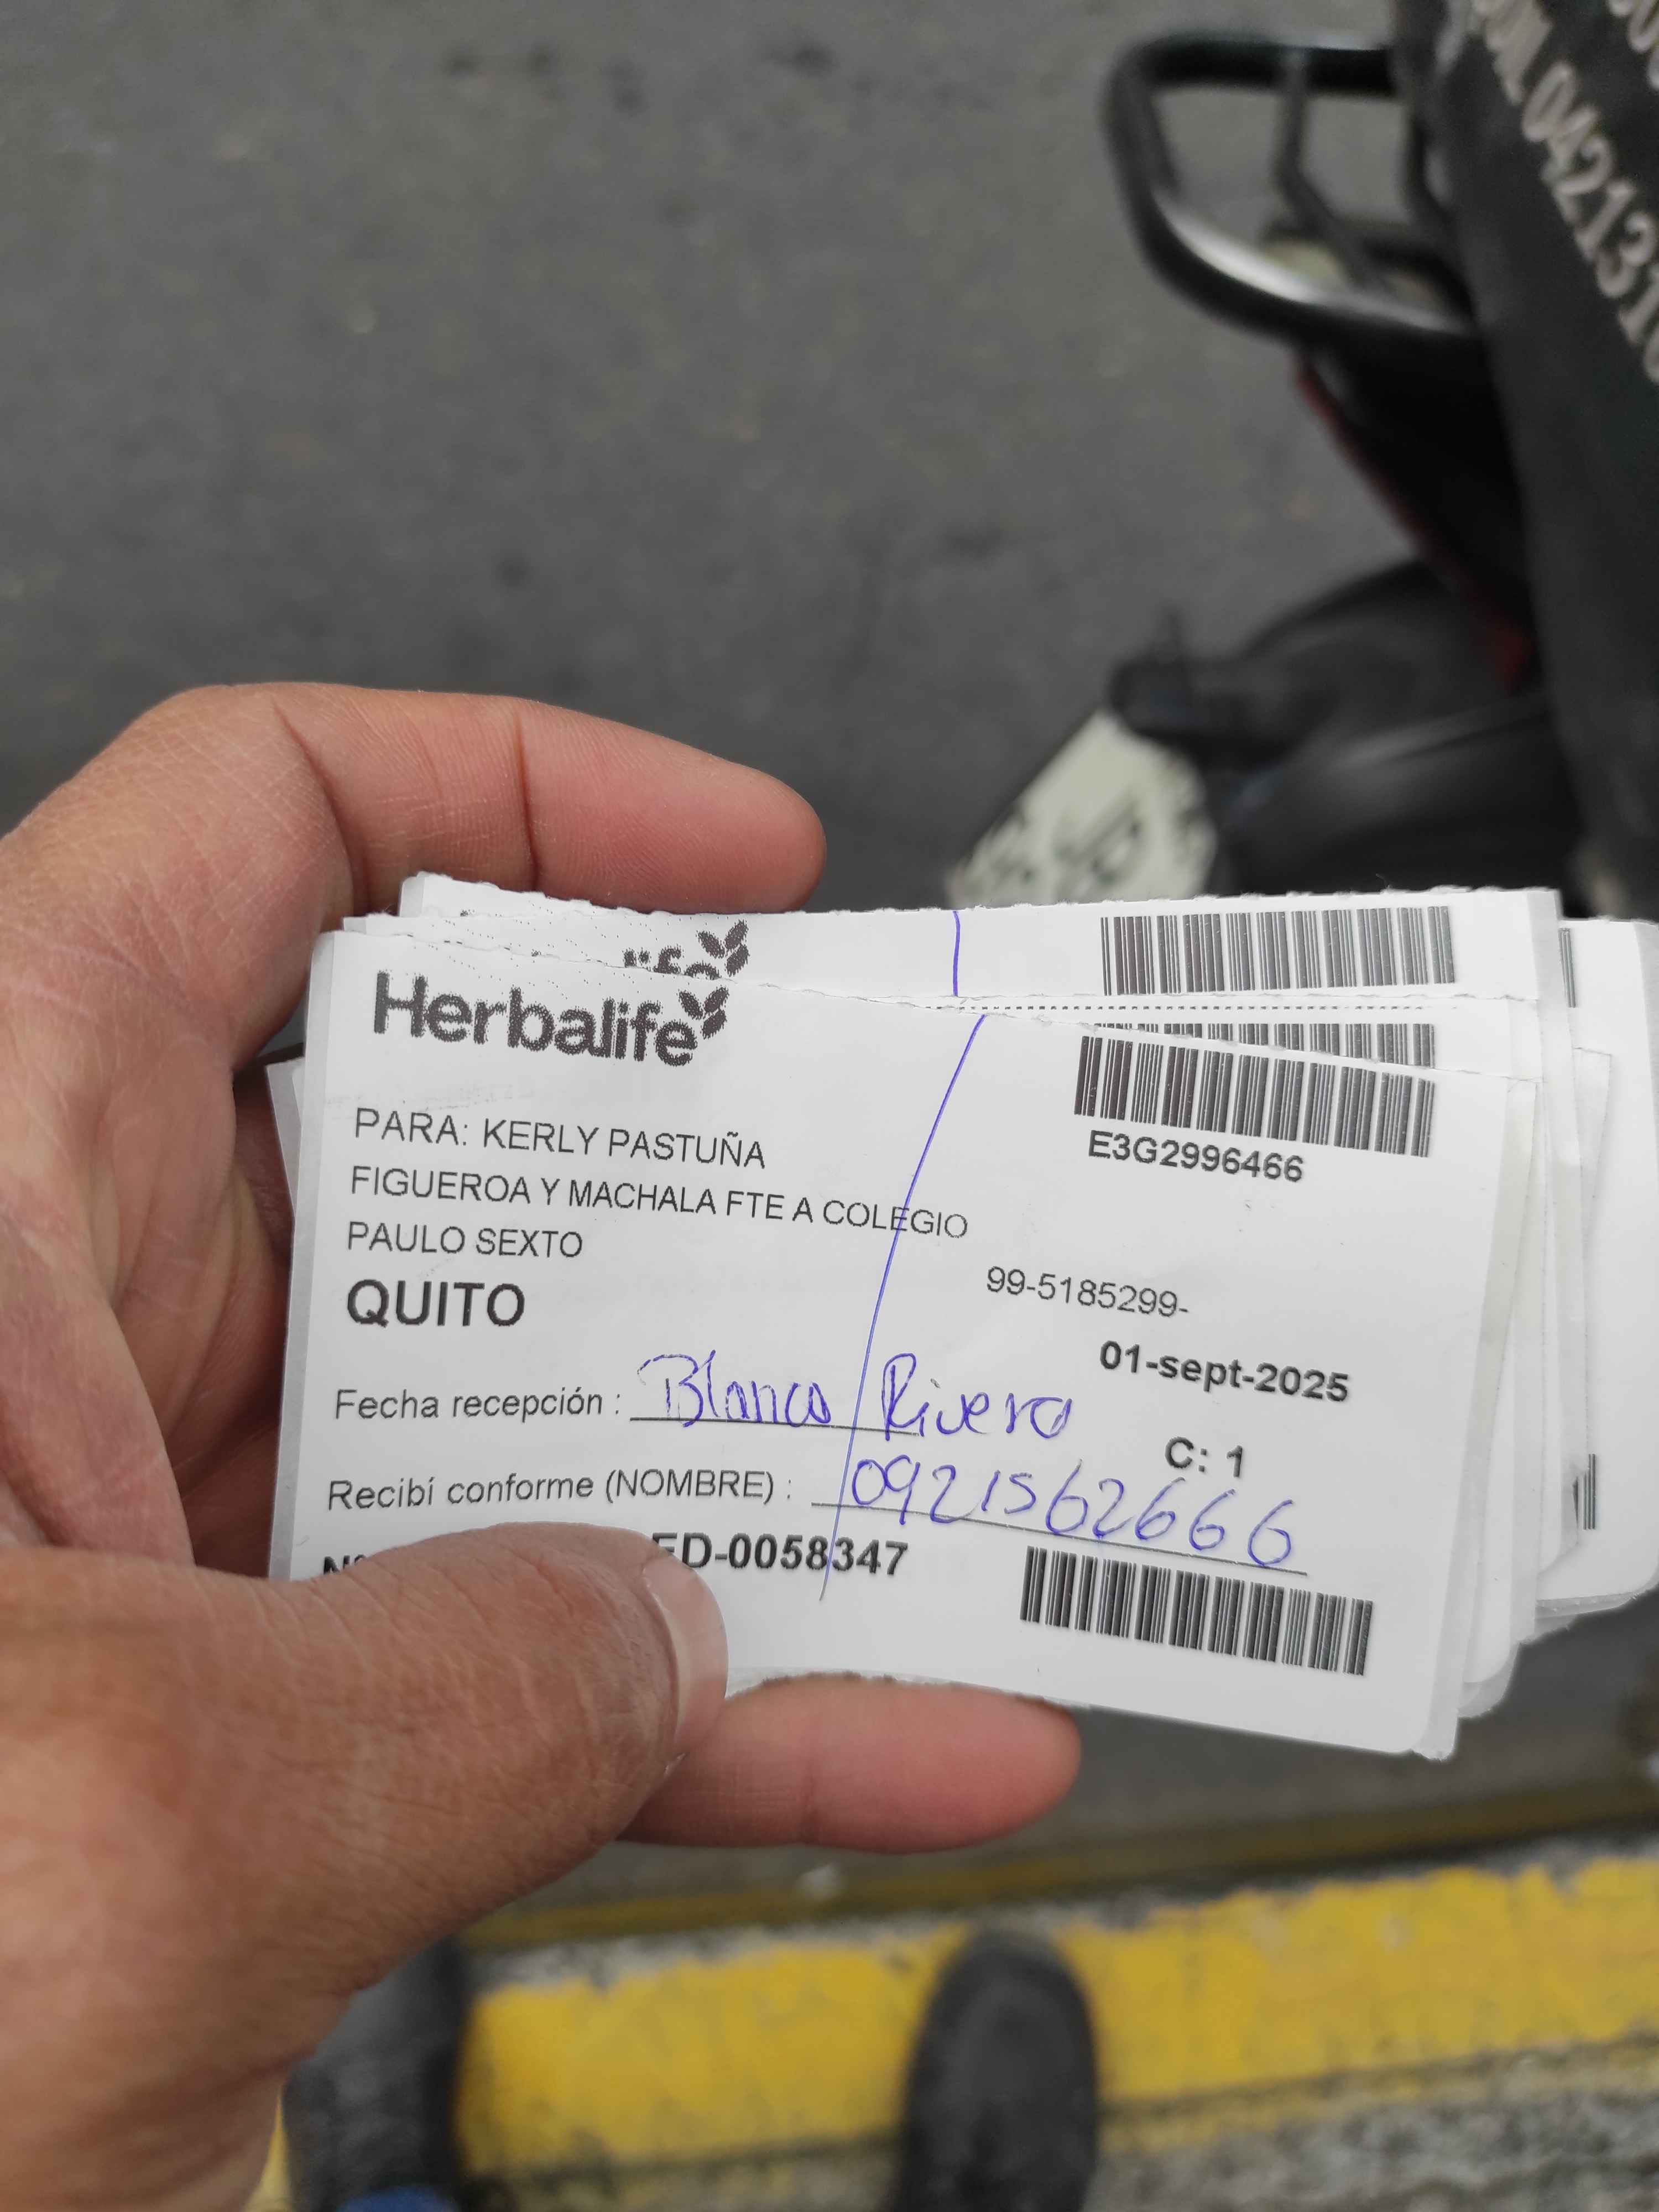 0421310
Herbalife
E3G2996466
PARA: KERLY PASTUÑA
FIGUEROA Y MACHALA FTE A COLEGIO
PAULO SEXTO
QUITO
99-5185299-
01-sept-2025
Fecha recepción : Blanca Rivera
C: 1
Recibí conforme (NOMBRE) : 0921562666
ED-0058347